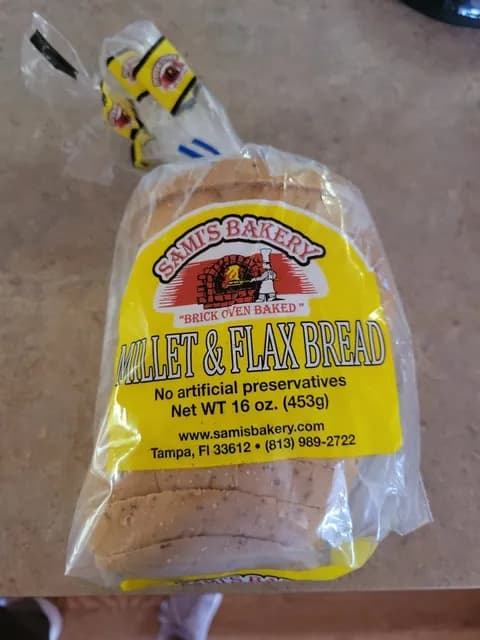 SAMI'S BAKERY
"BRICK OVEN BAKED"
MILLET & FLAX BREAD
No artificial preservatives
Net WT 16 oz. (453g)
www.samisbakery.com
Tampa, Fl 33612 • (813) 989-2722